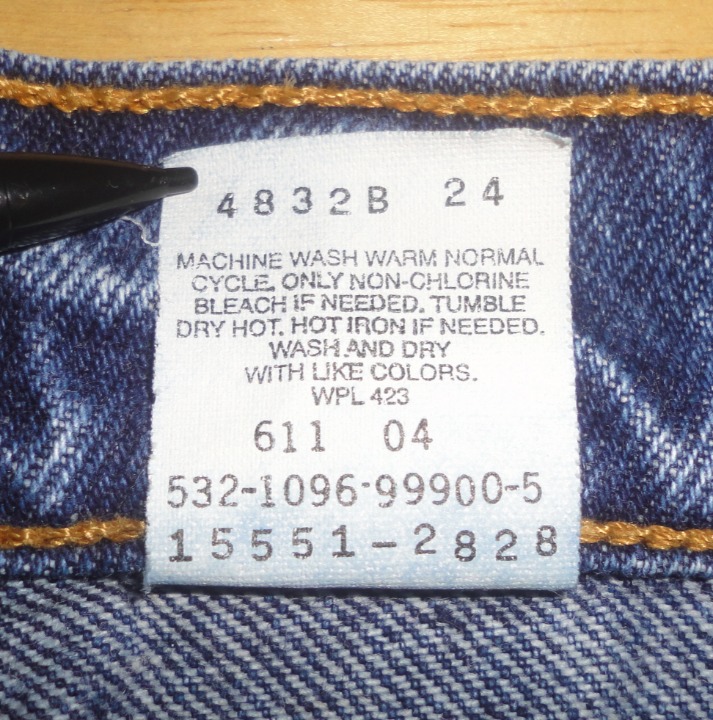 4832B 24
MACHINE WASH WARM NORMAL
CYCLE. ONLY NON-CHLORINE
BLEACH IF NEEDED. TUMBLE
DRY HOT. HOT IRON IF NEEDED.
WASH AND DRY
WITH LIKE COLORS.
WPL 423
611 04
532-1096-99900-5
15551-2828